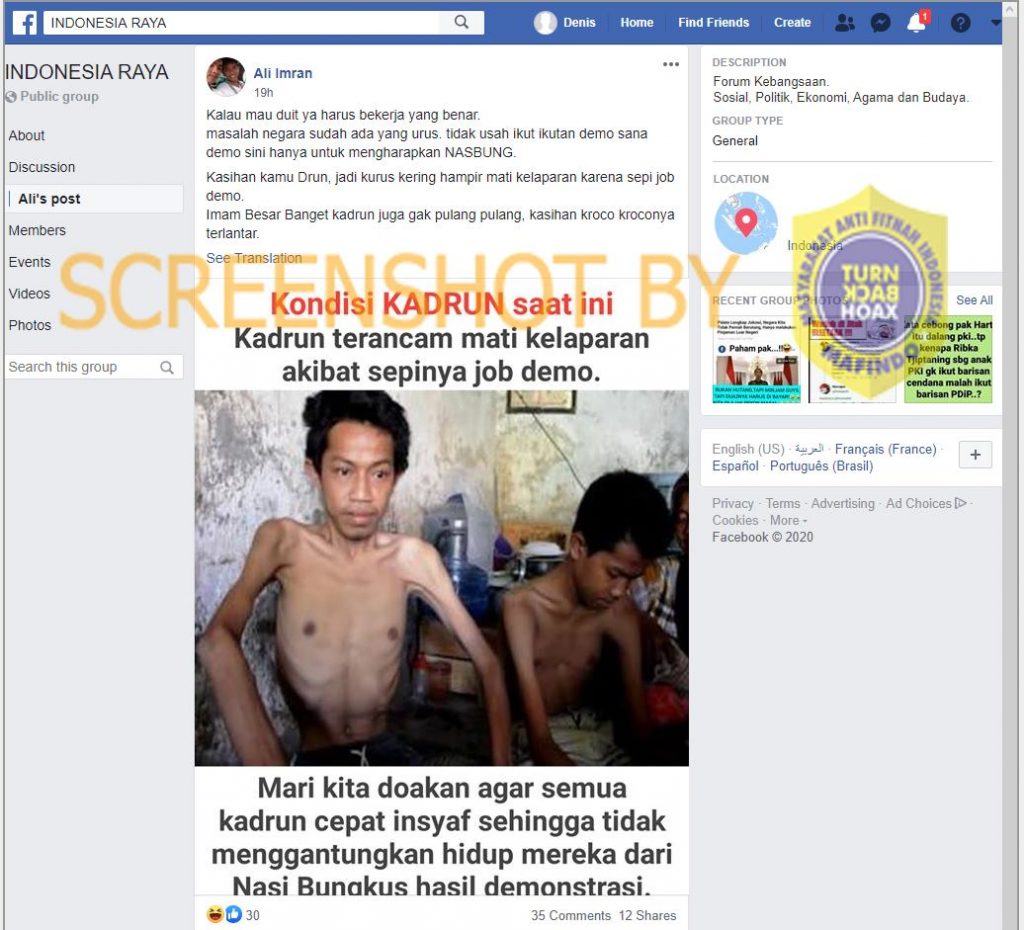 INDONESIA RAYA
Denis
Home
Find Friends
Create
1
INDONESIA RAYA
Public group
About
Discussion
Ali's post
Members
Events
Videos
Photos
Search this group
Ali Imran
19h
Kalau mau duit ya harus bekerja yang benar.
masalah negara sudah ada yang urus. tidak usah ikut ikutan demo sana
demo sini hanya untuk mengharapkan NASBUNG.
Kasihan kamu Drun, jadi kurus kering hampir mati kelaparan karena sepi job
demo.
Imam Besar Banget kadrun juga gak pulang pulang, kasihan kroco kroconya
terlantar.
See Translation
SCREENSHOT BY
Kondisi KADRUN saat ini
Kadrun terancam mati kelaparan
akibat sepinya job demo.
Mari kita doakan agar semua
kadrun cepat insyaf sehingga tidak
menggantungkan hidup mereka dari
Nasi Bungkus hasil demonstrasi.
30
35 Comments 12 Shares
DESCRIPTION
Forum Kebangsaan.
Sosial, Politik, Ekonomi, Agama dan Budaya.
GROUP TYPE
General
LOCATION
Indonesia
MASYARAKAT ANTI FITNAH INDONESIA
TURN
BACK
HOAX
MAFINDO
RECENT GROUP PHOTOS
See All
Paham pak...!!
ata cebong pak Hart
itu dalang pki..tp
kenapa Ribka
Tjiptaning sbg anak
PKI gk ikut barisan
cendana malah ikut
barisan PDiP..?
English (US) · العربية · Français (France) ·
Español · Português (Brasil)
Privacy · Terms · Advertising · Ad Choices ·
Cookies · More
Facebook © 2020